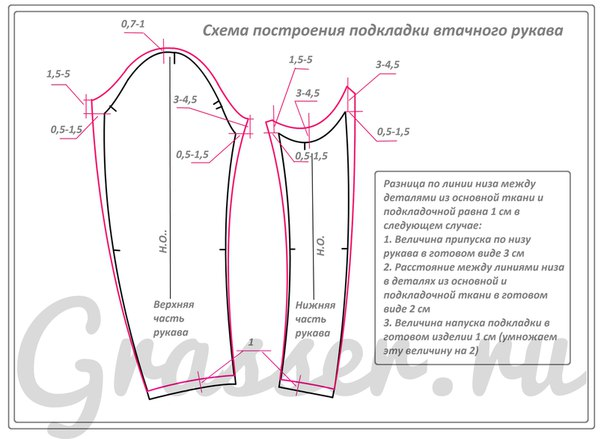 Схема построения подкладки втачного рукава
0,7-1
1,5-5
3-4,5
0,5-1,5
0,5-1,5
1,5-5
3-4,5
3-4,5
0,5-1,5
0,5-1,5
Н.О..
Н.О.
Верхняя
часть
рукава
Нижняя
часть
рукава
1
Разница по линии низа между
деталями из основной ткани и
подкладочной равна 1 см в
следующем случае:
1. Величина припуска по низу
рукава в готовом виде 3 см
2. Расстояние между линиями низа
в деталях из основной и
подкладочной ткани в готовом
виде 2 см
3. Величина напуска подкладки в
готовом изделии 1 см (умножаем
эту величину на 2)
Grasser.ru